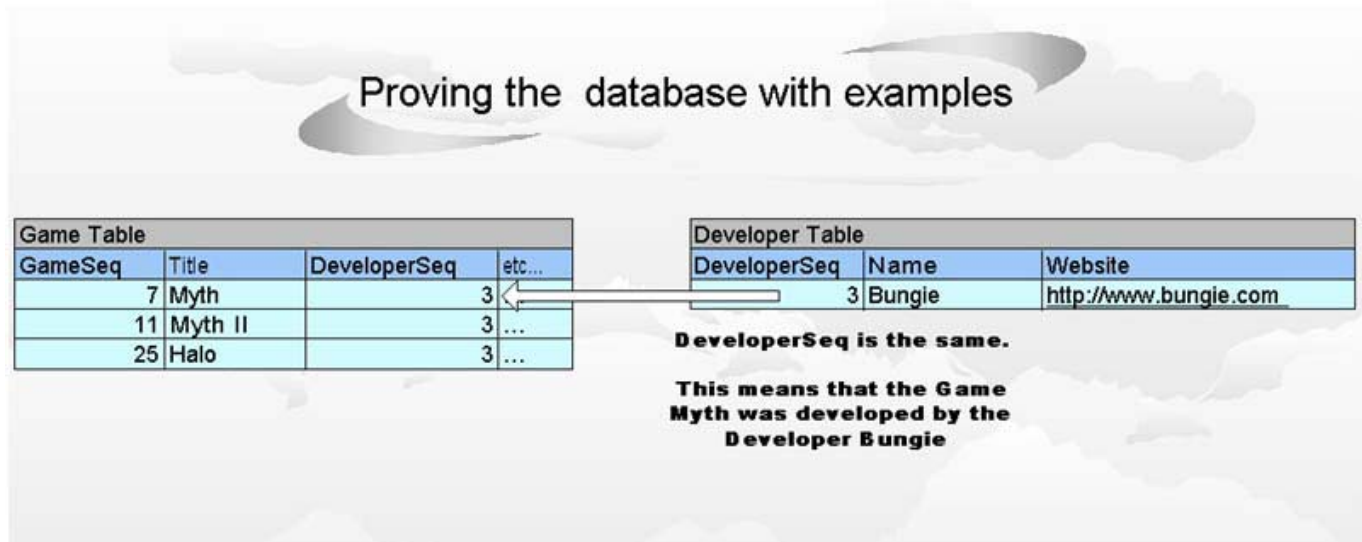 Proving the database with examples
Game Table
GameSeq Title DeveloperSeq etc...
7 Myth 3
11 Myth II 3 ...
25 Halo 3 ...
Developer Table
DeveloperSeq Name Website
3 Bungie http://www.bungie.com
DeveloperSeq is the same.
This means that the Game
Myth was developed by the
Developer Bungie